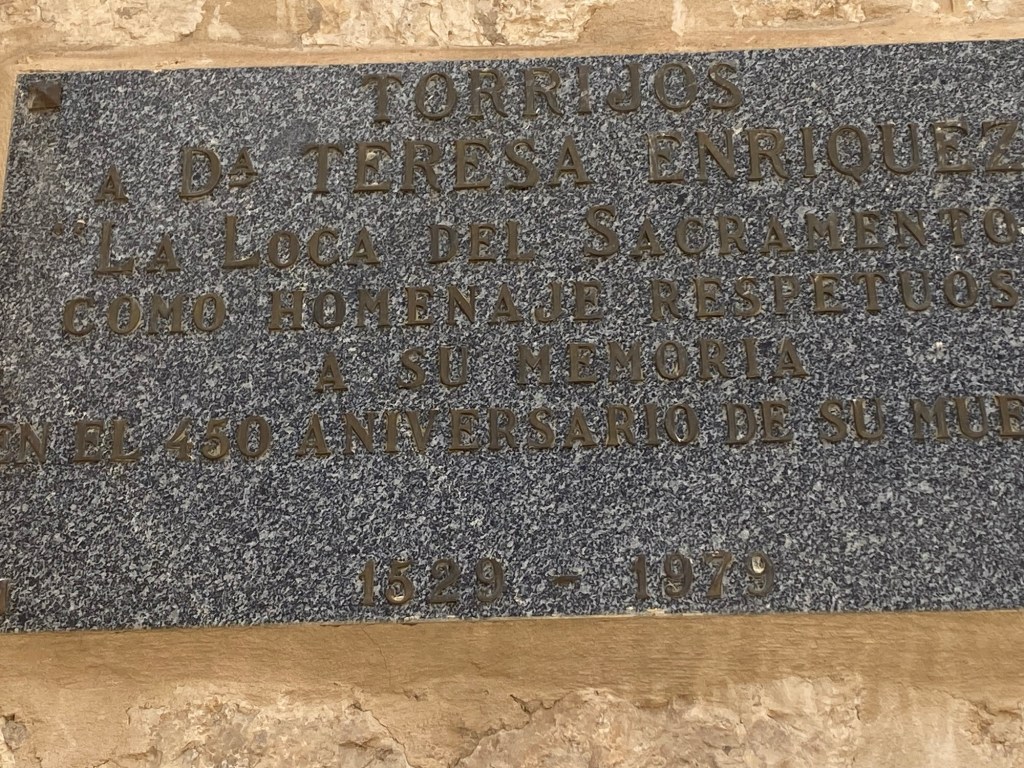 TORRIJOS
A Dª TERESA ENRIQUEZ
"LA LOCA DEL SACRAMENTO
COMO HOMENAJE RESPETUOS
A SU MEMORIA
EN EL 450 ANIVERSARIO DE SU MUE
1529 - 1979